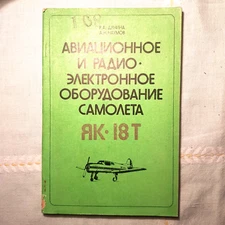 АВИАЦИОННОЕ
И РАДИО·
ЭЛЕКТРОННОЕ
ОБОРУДОВАНИЕ
САМОЛЕТА
ЯК·18Т